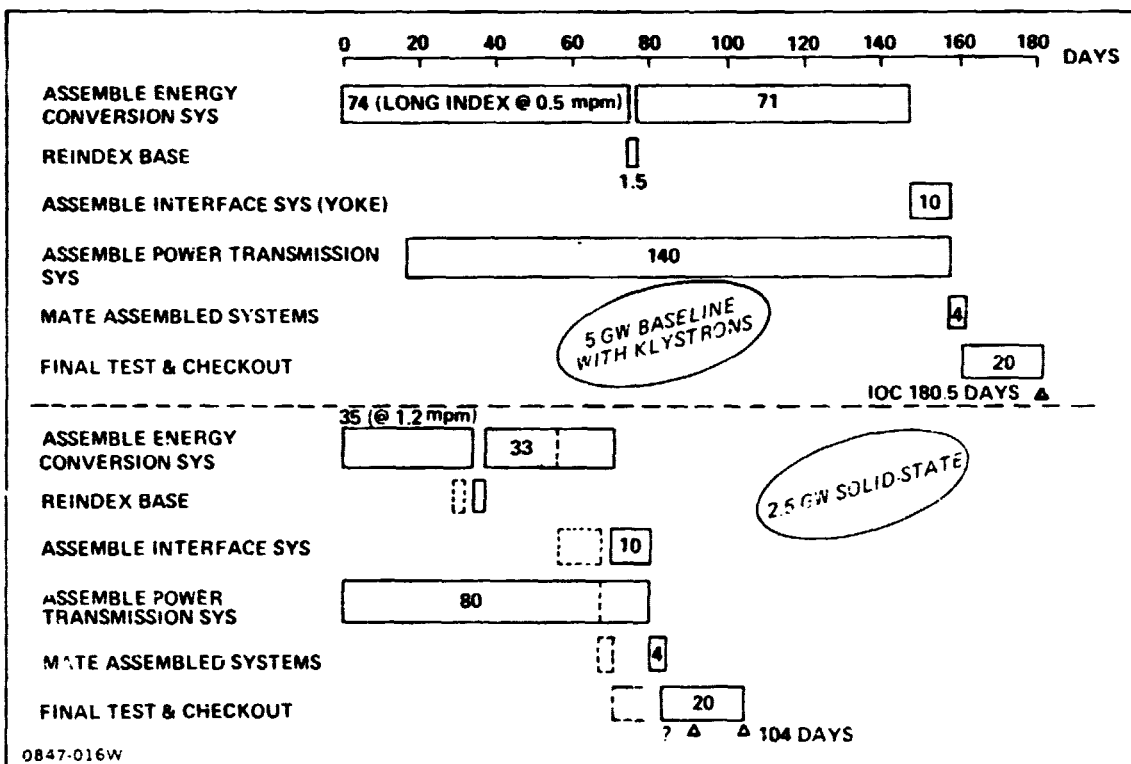 0 20 40 60 80 100 120 140 160 180 DAYS
ASSEMBLE ENERGY
CONVERSION SYS
74 (LONG INDEX @ 0.5 mpm) 71
REINDEX BASE
1.5
ASSEMBLE INTERFACE SYS (YOKE) 10
ASSEMBLE POWER TRANSMISSION
SYS
140
MATE ASSEMBLED SYSTEMS 4
5 GW BASELINE
WITH KLYSTRONS
FINAL TEST & CHECKOUT 20
IOC 180.5 DAYS
35 (@ 1.2 mpm)
ASSEMBLE ENERGY
CONVERSION SYS
33
2.5 GW SOLID-STATE
REINDEX BASE
ASSEMBLE INTERFACE SYS 10
ASSEMBLE POWER
TRANSMISSION SYS
80
MATE ASSEMBLED SYSTEMS 4
FINAL TEST & CHECKOUT 20
? 104 DAYS
0847-016W